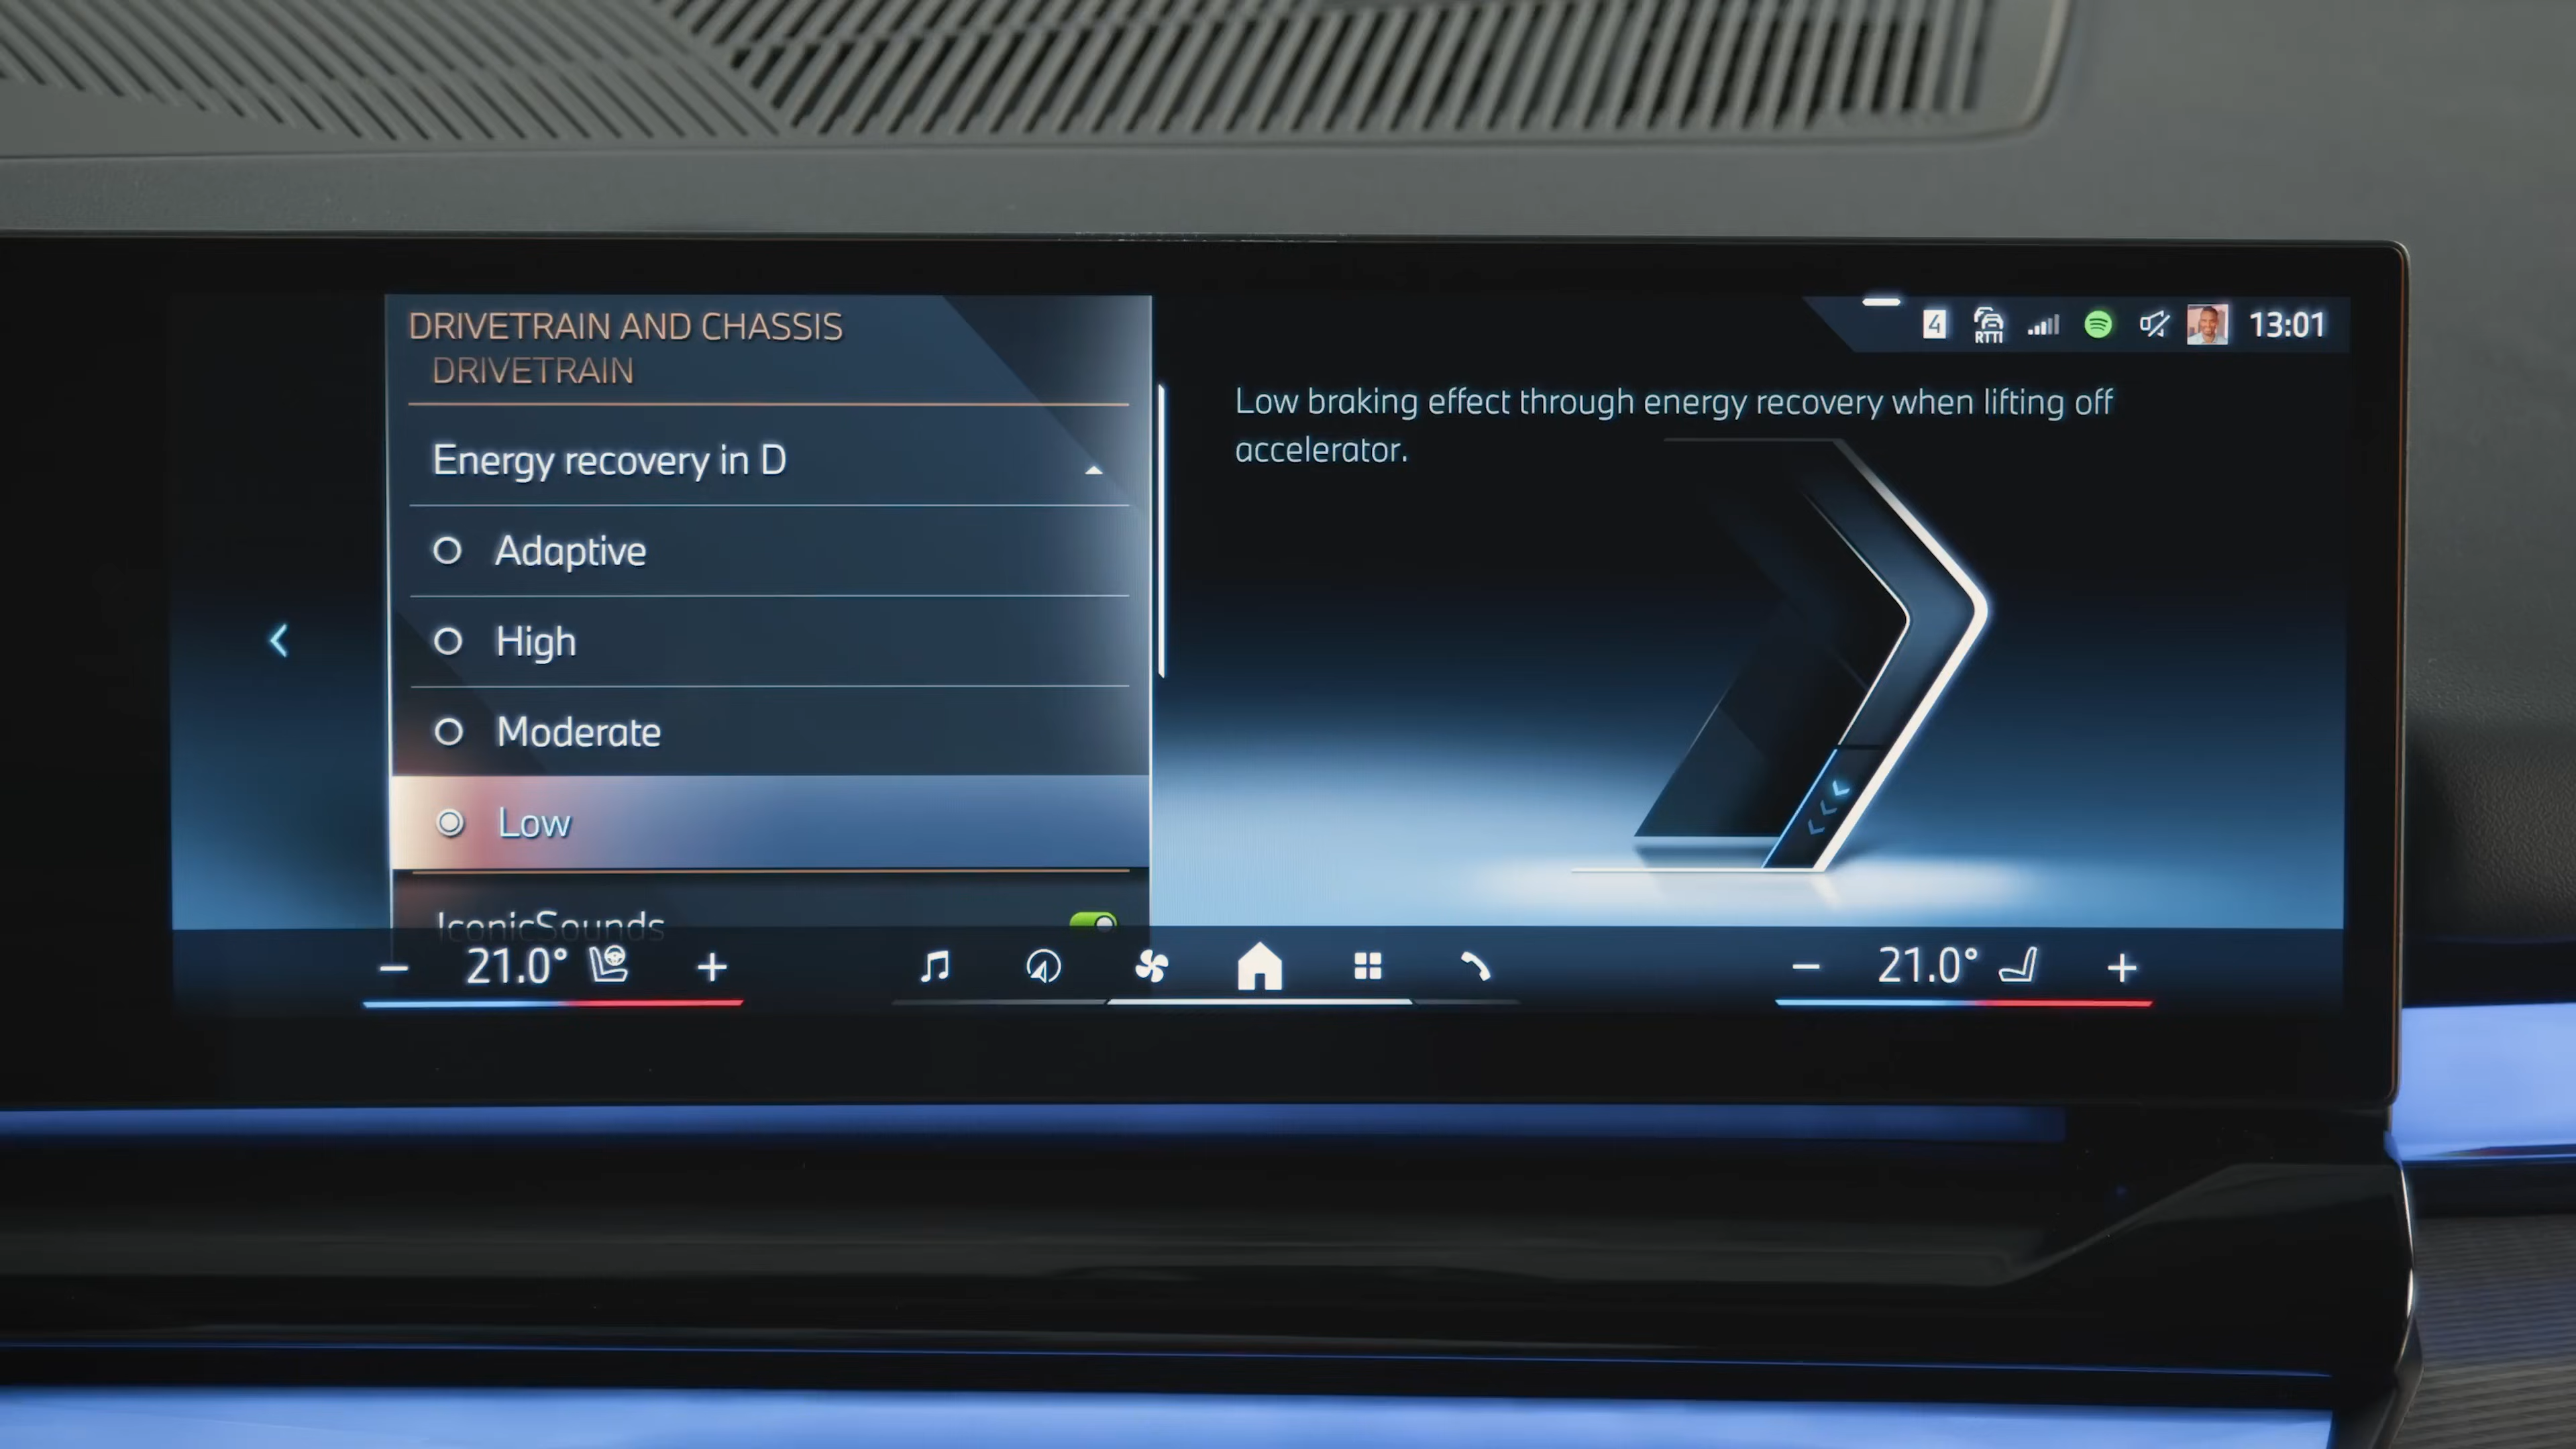 DRIVETRAIN AND CHASSIS
DRIVETRAIN
Energy recovery in D
Adaptive
High
Moderate
Low
IconicSounds
4
RTTI
13:01
Low braking effect through energy recovery when lifting off
accelerator.
− 21.0° +
− 21.0° +